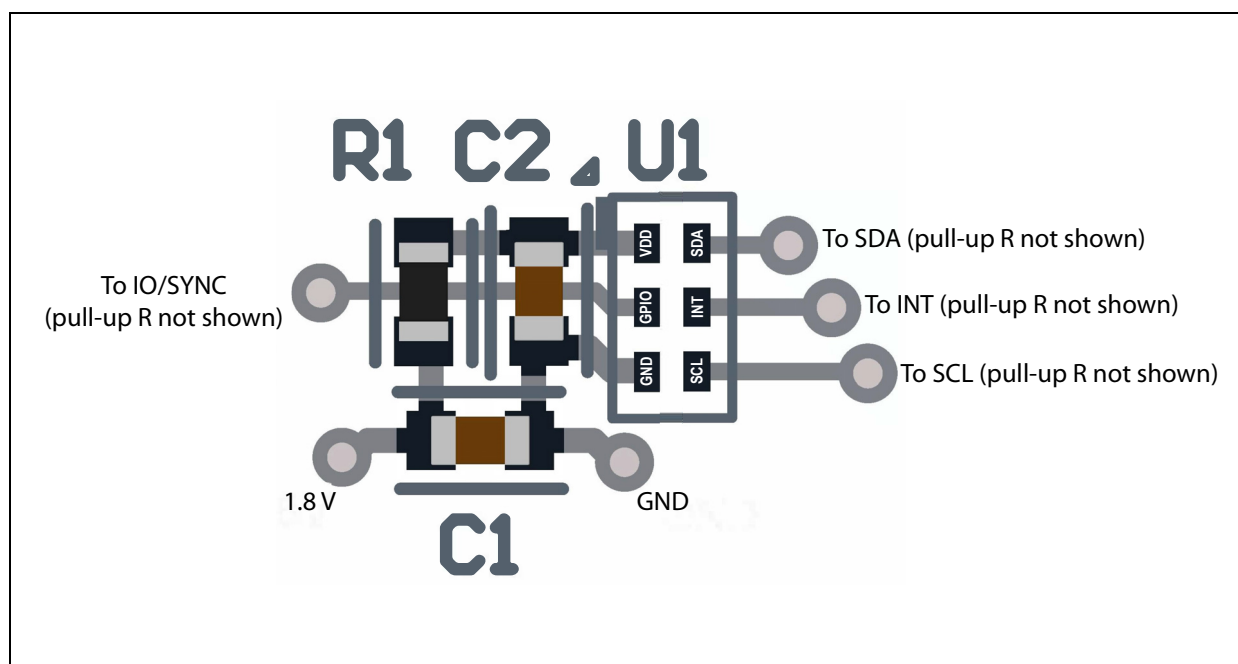 R1 C2 U1
To IO/SYNC
(pull-up R not shown)
VDD
SDA
To SDA (pull-up R not shown)
GPIO
INT
To INT (pull-up R not shown)
GND
SCL
To SCL (pull-up R not shown)
1.8 V
GND
C1